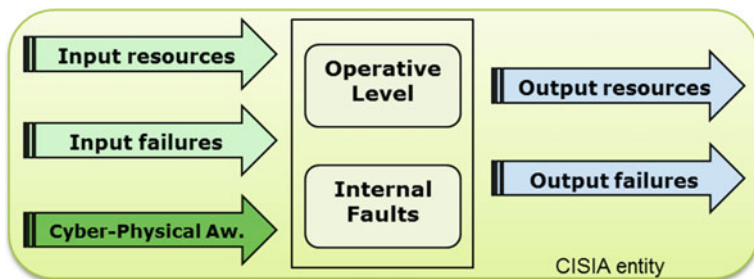 Input resources
Input failures
Cyber-Physical Aw.
Operative
Level
Internal
Faults
Output resources
Output failures
CISIA entity